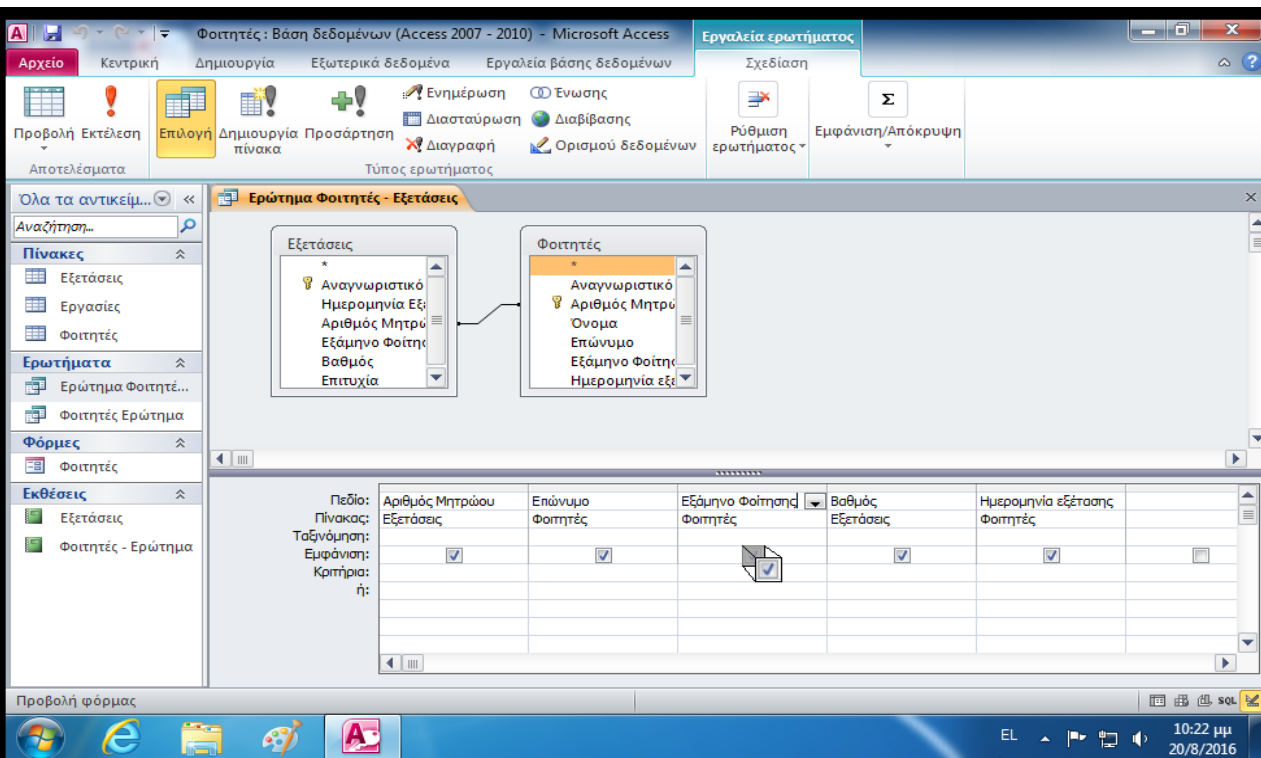 Φοιτητές : Βάση δεδομένων (Access 2007 - 2010) - Microsoft Access
Εργαλεία ερωτήματος
Αρχείο Κεντρική Δημιουργία Εξωτερικά δεδομένα Εργαλεία βάσης δεδομένων Σχεδίαση
Προβολή Εκτέλεση Επιλογή Δημιουργία πίνακα Προσάρτηση
Ενημέρωση Ένωσης
Διασταύρωση Διαβίβασης
Διαγραφή Ορισμού δεδομένων
Ρύθμιση ερωτήματος Εμφάνιση/Απόκρυψη
Αποτελέσματα Τύπος ερωτήματος
Όλα τα αντικείμ...
Αναζήτηση...
Πίνακες
Εξετάσεις
Εργασίες
Φοιτητές
Ερωτήματα
Ερώτημα Φοιτητέ...
Φοιτητές Ερώτημα
Φόρμες
Φοιτητές
Εκθέσεις
Εξετάσεις
Φοιτητές - Ερώτημα
Ερώτημα Φοιτητές - Εξετάσεις
Εξετάσεις
*
Αναγνωριστικό
Ημερομηνία Εξ
Αριθμός Μητρώ
Εξάμηνο Φοίτησ
Βαθμός
Επιτυχία
Φοιτητές
*
Αναγνωριστικό
Αριθμός Μητρώ
Όνομα
Επώνυμο
Εξάμηνο Φοίτησ
Ημερομηνία εξε
Πεδίο: Αριθμός Μητρώου Επώνυμο Εξάμηνο Φοίτησης Βαθμός Ημερομηνία εξέτασης
Πίνακας: Εξετάσεις Φοιτητές Φοιτητές Εξετάσεις Φοιτητές
Ταξινόμηση:
Εμφάνιση:
Κριτήρια:
ή:
Προβολή φόρμας SQL
EL 10:22 μμ
20/8/2016